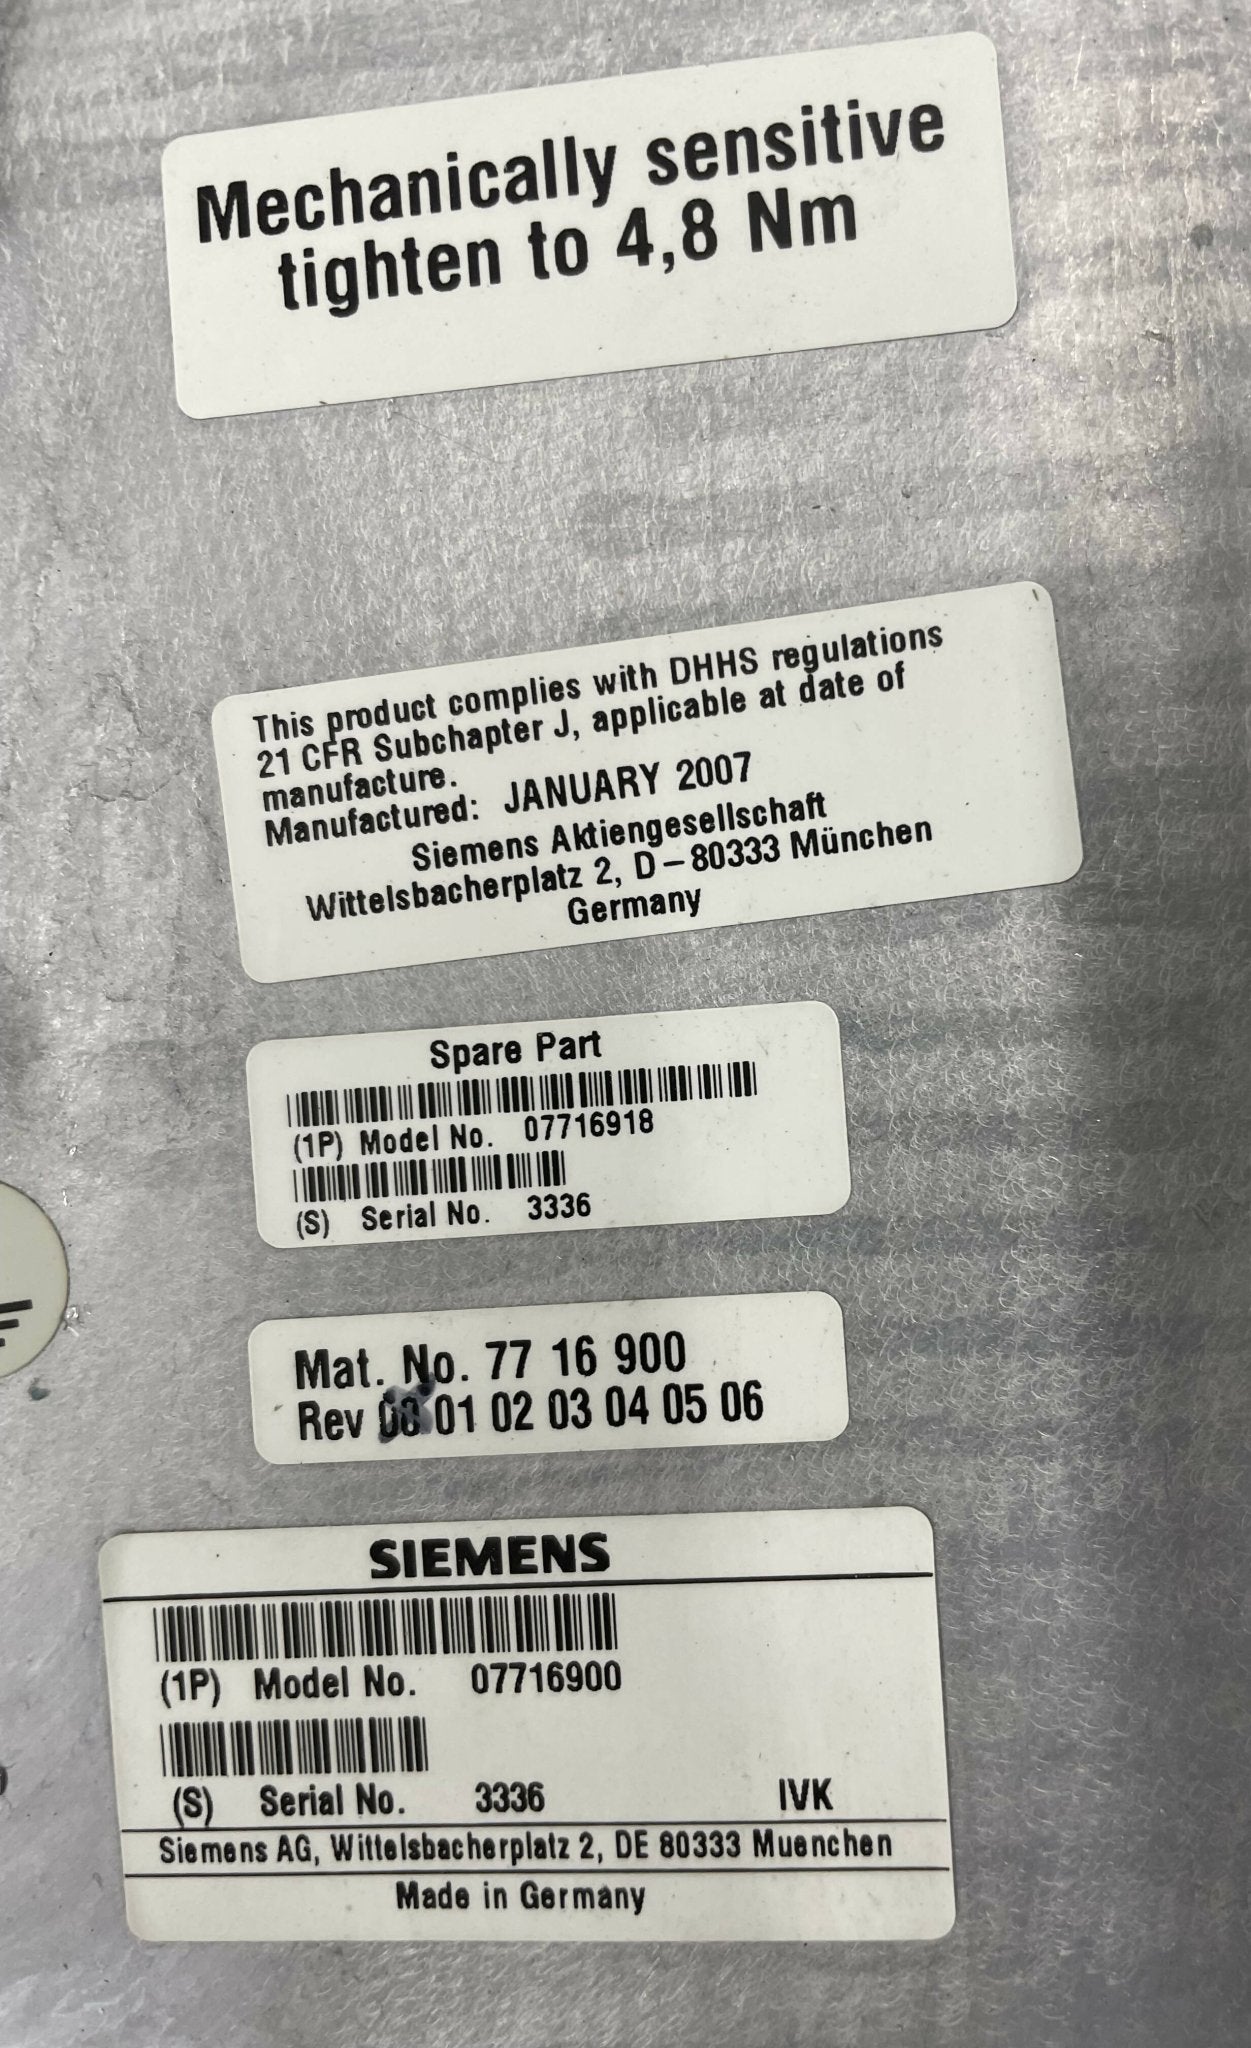 Mechanically sensitive
tighten to 4,8 Nm
This product complies with DHHS regulations
21 CFR Subchapter J, applicable at date of
manufacture.
Manufactured: JANUARY 2007
Siemens Aktiengesellschaft
Wittelsbacherplatz 2, D–80333 München
Germany
Spare Part
(1P) Model No. 07716918
(S) Serial No. 3336
Mat. No. 77 16 900
Rev 00 01 02 03 04 05 06
SIEMENS
(1P) Model No. 07716900
(S) Serial No. 3336 IVK
Siemens AG, Wittelsbacherplatz 2, DE 80333 Muenchen
Made in Germany